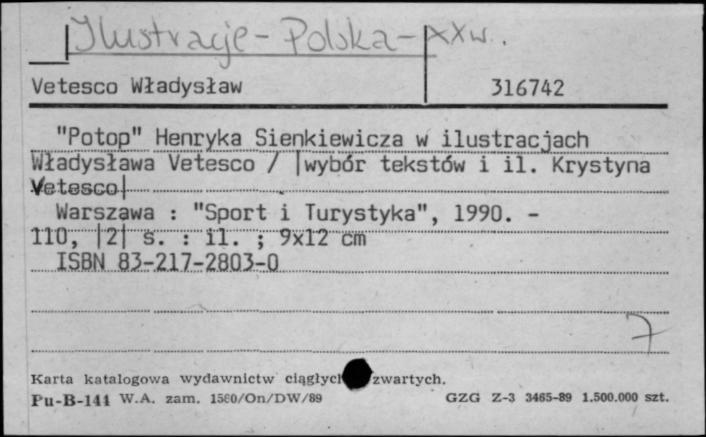 Ilustracje - Polska - XXw.
Vetesco Władysław 316742
"Potop" Henryka Sienkiewicza w ilustracjach
Władysława Vetesco / |wybór tekstów i il. Krystyna
Vetesco|
Warszawa : "Sport i Turystyka", 1990. -
110, |2| s. : il. ; 9x12 cm
ISBN 83-217-2803-0
7
Karta katalogowa wydawnictw zwartych.
Pu-B-141 W.A. zam. 1560/On/DW/89 GZG Z-3 3465-89 1.500.000 szt.